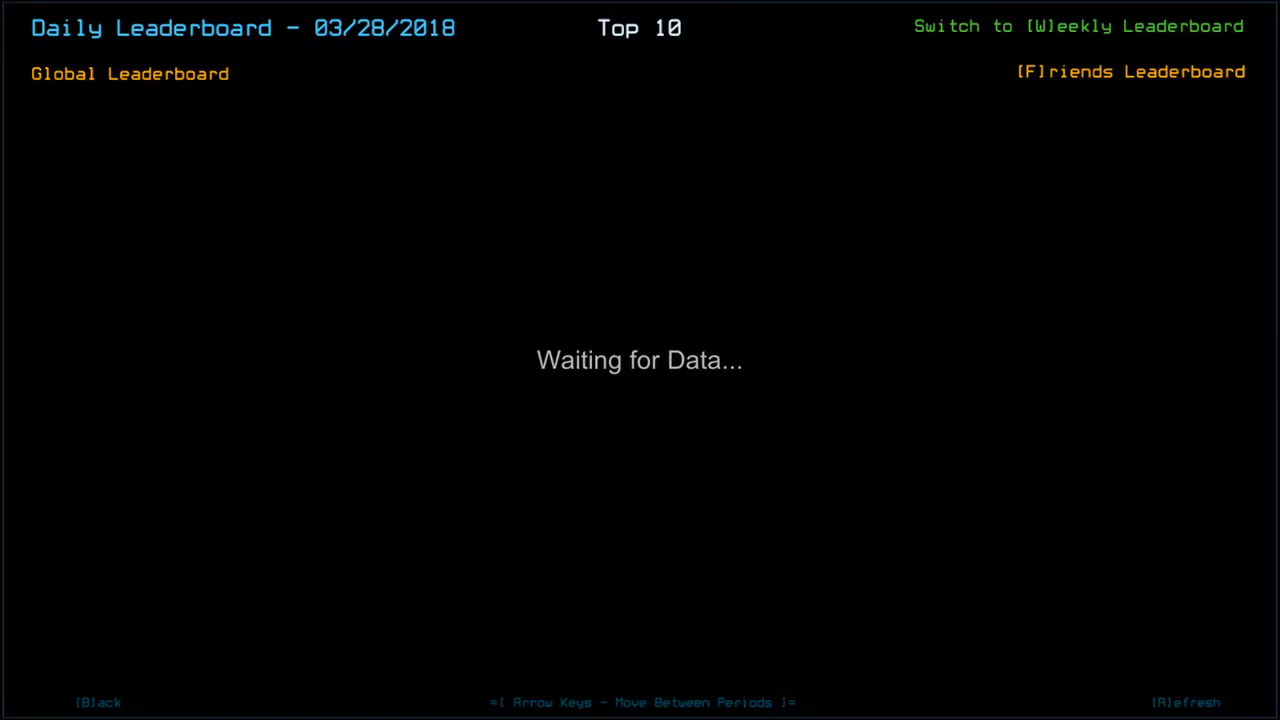 Daily Leaderboard - 03/28/2018 Top 10 Switch to [W]eekly Leaderboard
Global Leaderboard [F]riends Leaderboard
Waiting for Data...
[B]ack =[ Arrow Keys - Move Between Periods ]= [R]efresh